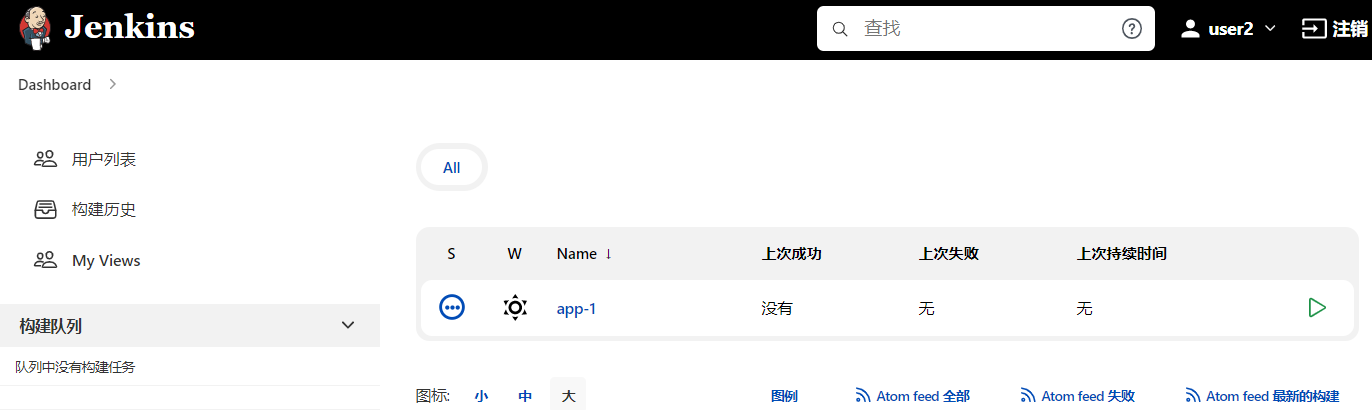 Jenkins
查找
user2
注销
Dashboard
用户列表
构建历史
My Views
构建队列
队列中没有构建任务
All
S W Name ↓ 上次成功 上次失败 上次持续时间
app-1 没有 无 无
图标: 小 中 大 图例 Atom feed 全部 Atom feed 失败 Atom feed 最新的构建